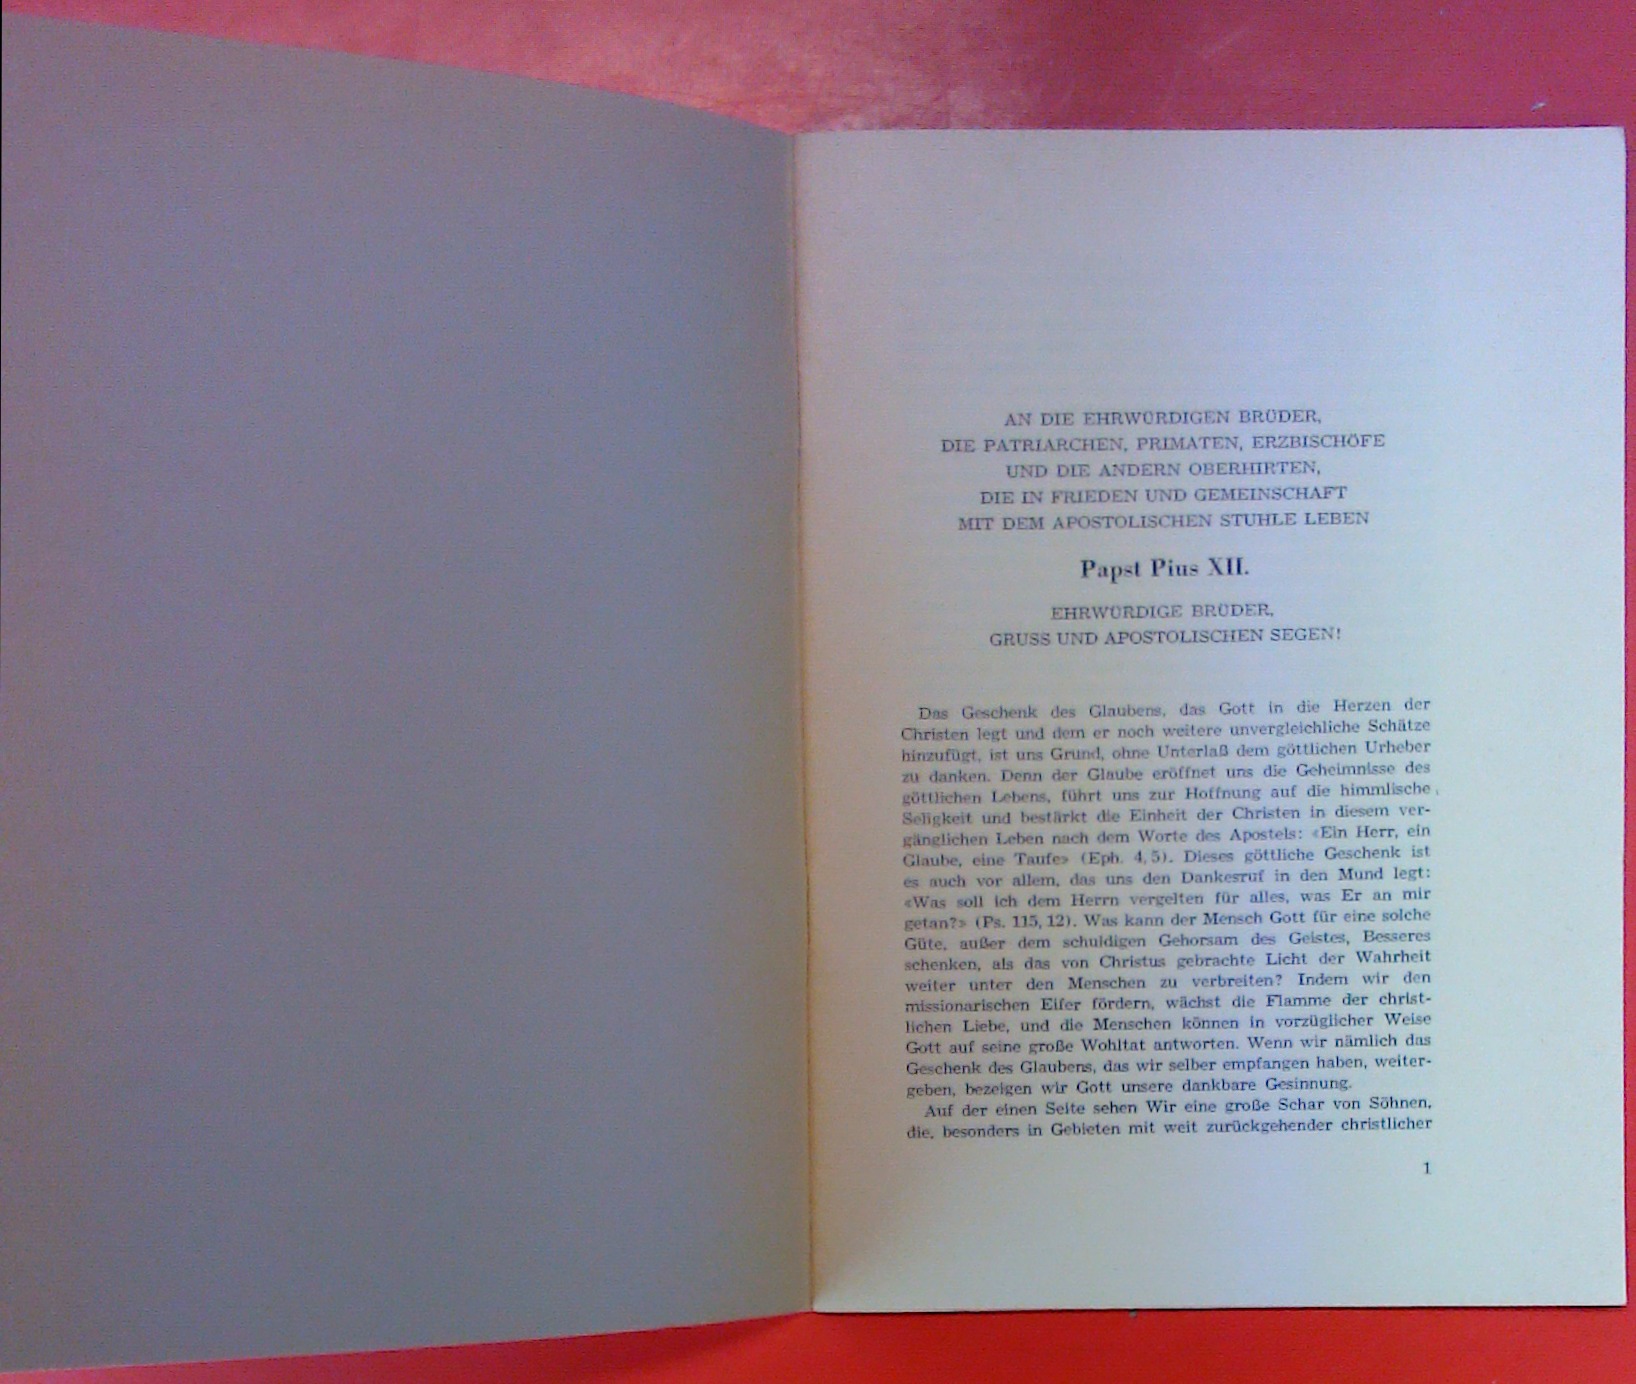 AN DIE EHRWÜRDIGEN BRÜDER,
DIE PATRIARCHEN, PRIMATEN, ERZBISCHÖFE
UND DIE ANDERN OBERHIRTEN,
DIE IN FRIEDEN UND GEMEINSCHAFT
MIT DEM APOSTOLISCHEN STUHLE LEBEN
Papst Pius XII.
EHRWÜRDIGE BRÜDER,
GRUSS UND APOSTOLISCHEN SEGEN!
Das Geschenk des Glaubens, das Gott in die Herzen der
Christen legt und dem er noch weitere unvergleichliche Schätze
hinzufügt, ist uns Grund, ohne Unterlaß dem göttlichen Urheber
zu danken. Denn der Glaube eröffnet uns die Geheimnisse des
göttlichen Lebens, führt uns zur Hoffnung auf die himmlische
Seligkeit und bestärkt die Einheit der Christen in diesem ver-
gänglichen Leben nach dem Worte des Apostels: «Ein Herr, ein
Glaube, eine Taufe» (Eph. 4, 5). Dieses göttliche Geschenk ist
es auch vor allem, das uns den Dankesruf in den Mund legt:
«Was soll ich dem Herrn vergelten für alles, was Er an mir
getan?» (Ps. 115, 12). Was kann der Mensch Gott für eine solche
Güte, außer dem schuldigen Gehorsam des Geistes, Besseres
schenken, als das von Christus gebrachte Licht der Wahrheit
weiter unter den Menschen zu verbreiten? Indem wir den
missionarischen Eifer fördern, wächst die Flamme der christ-
lichen Liebe, und die Menschen können in vorzüglicher Weise
Gott auf seine große Wohltat antworten. Wenn wir nämlich das
Geschenk des Glaubens, das wir selber empfangen haben, weiter-
geben, bezeigen wir Gott unsere dankbare Gesinnung.
Auf der einen Seite sehen Wir eine große Schar von Söhnen,
die, besonders in Gebieten mit weit zurückgehender christlicher
1